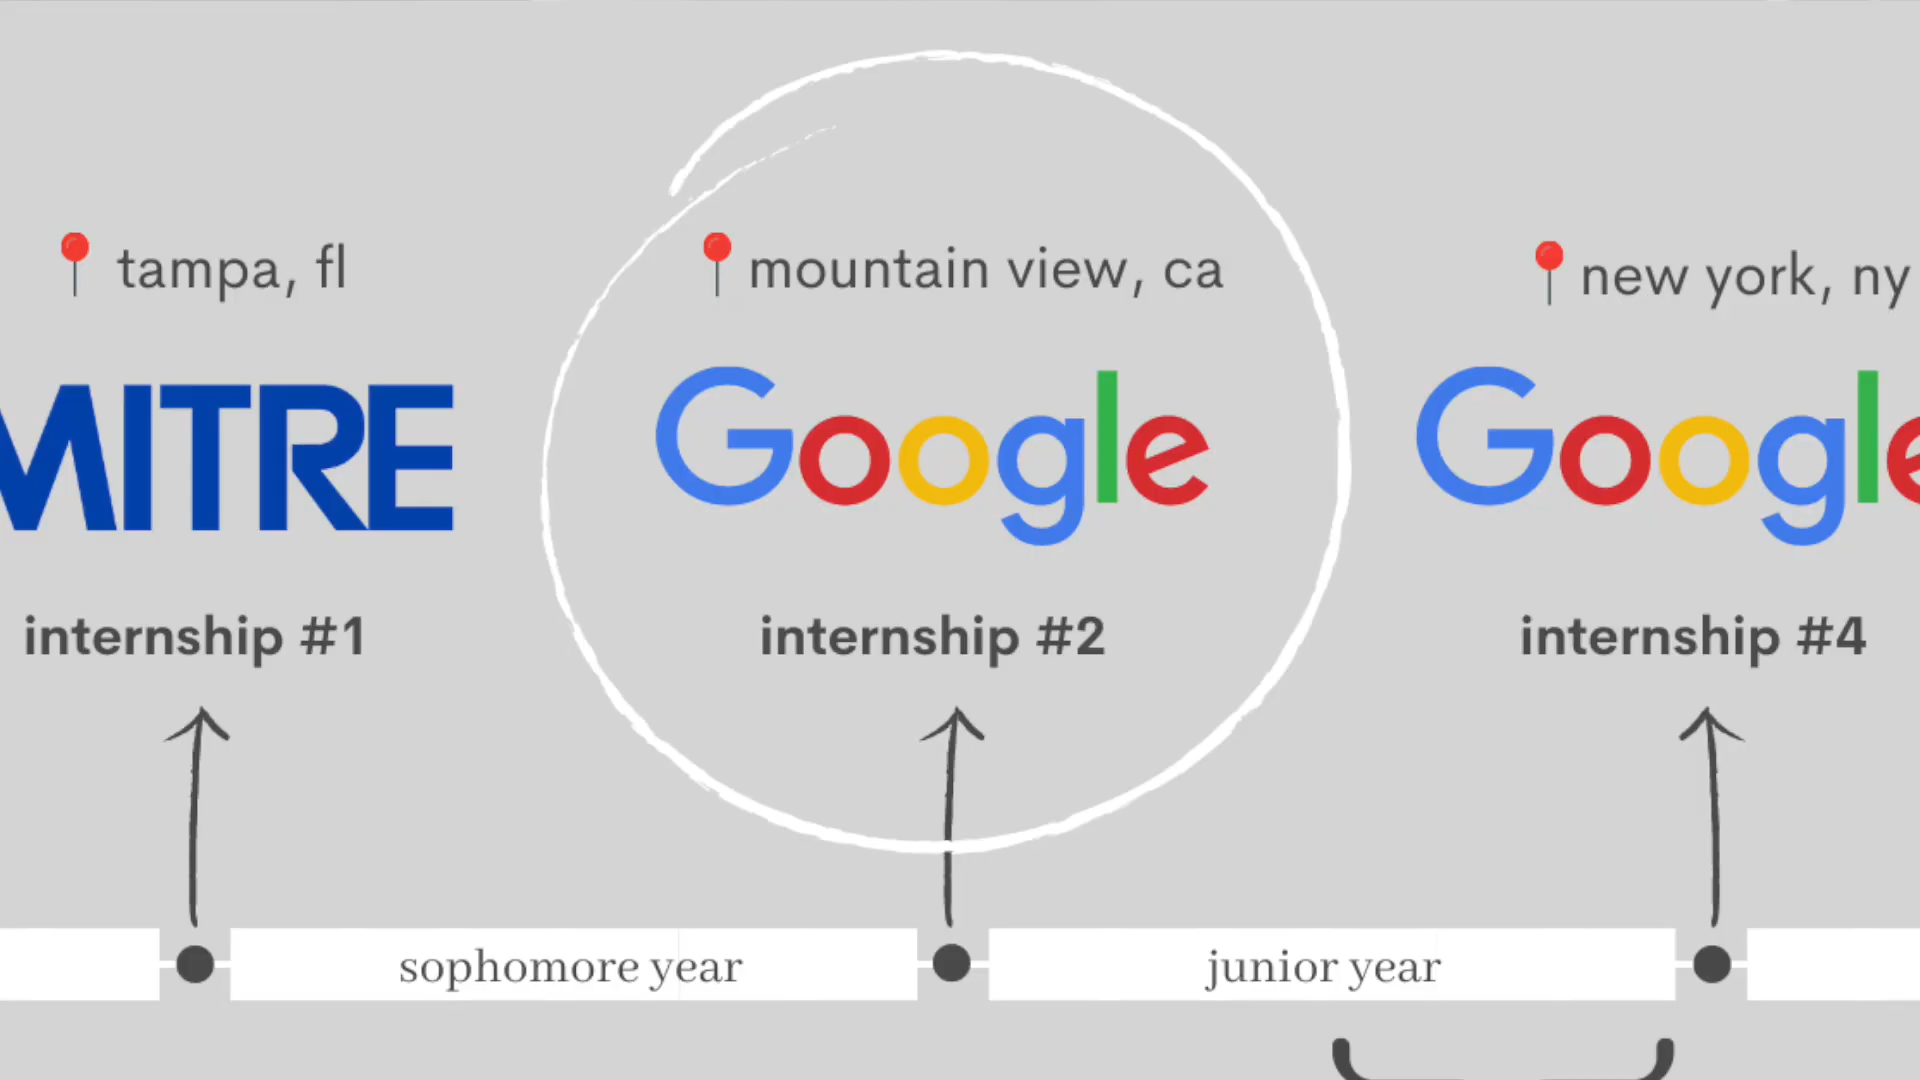 tampa, fl
MITRE
internship #1
mountain view, ca
Google
internship #2
new york, ny
Google
internship #4
sophomore year
junior year